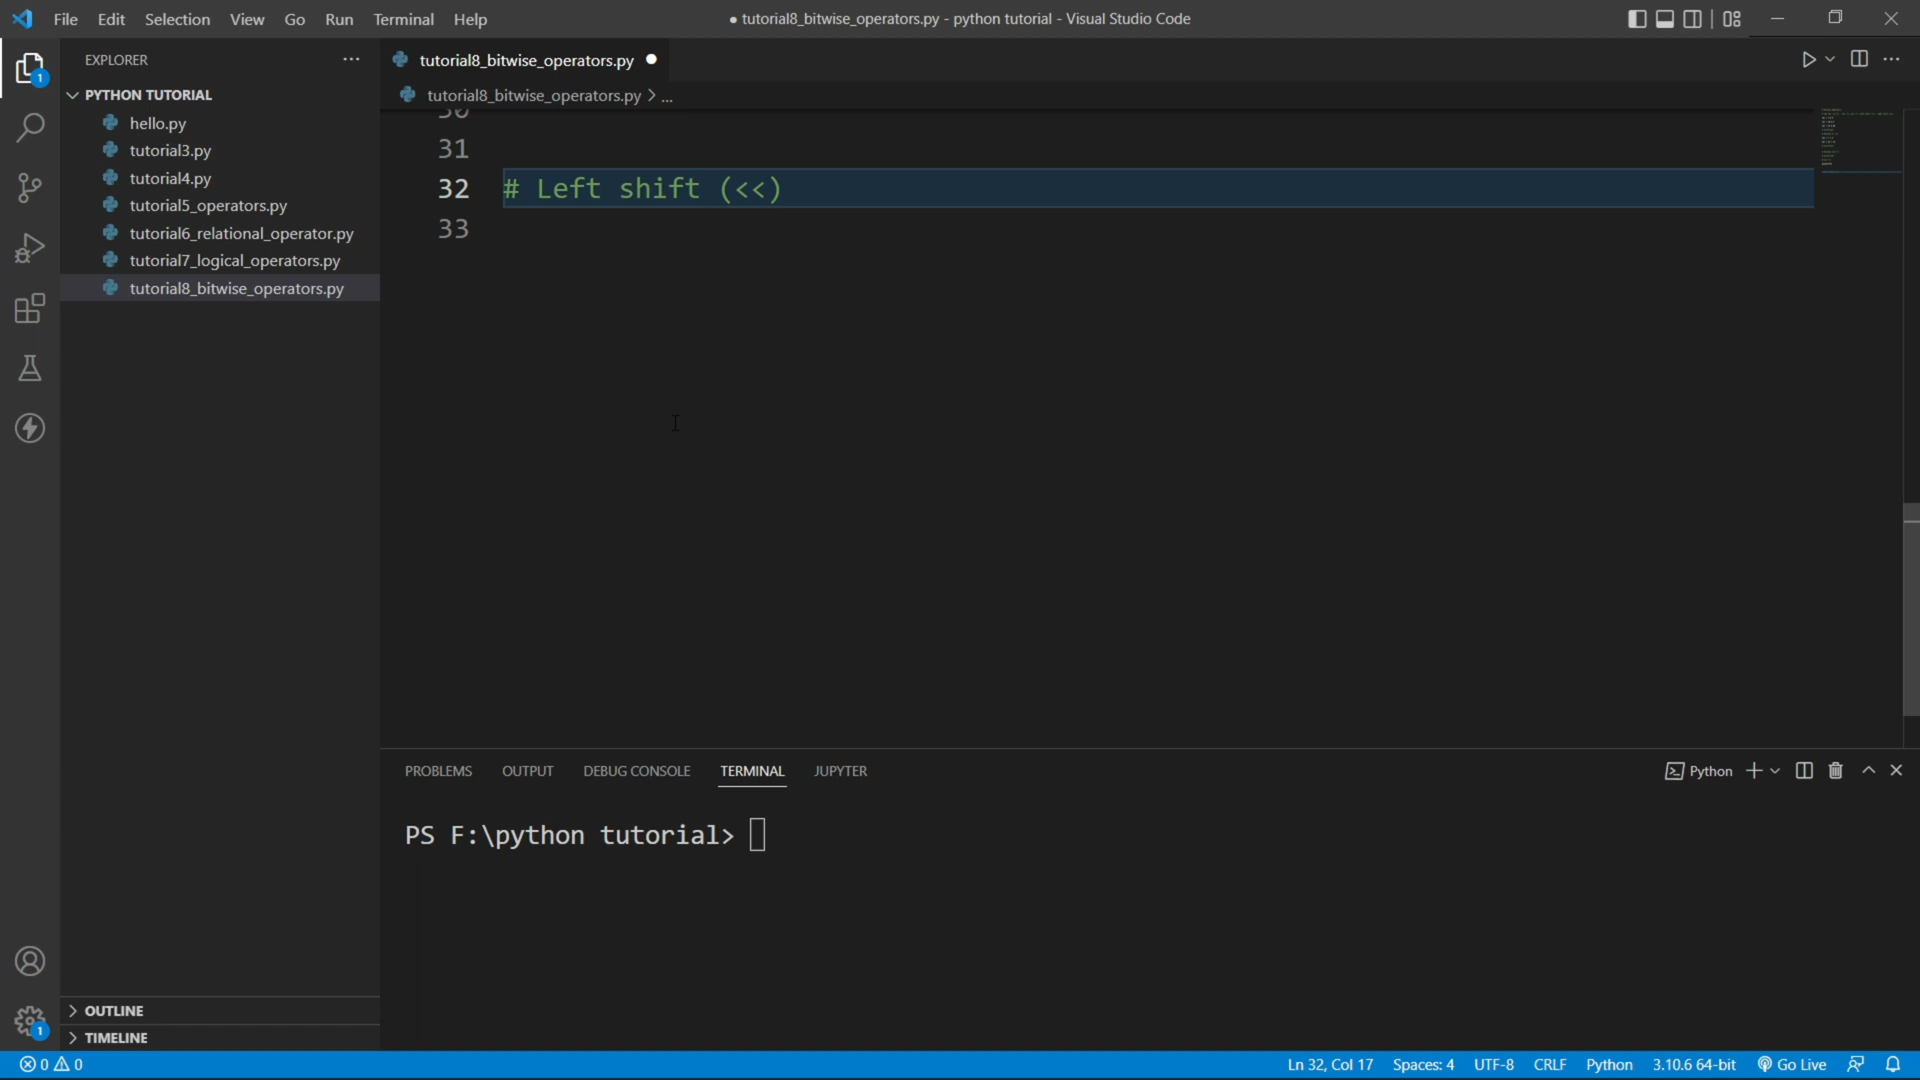 File Edit Selection View Go Run Terminal Help
● tutorial8_bitwise_operators.py - python tutorial - Visual Studio Code
EXPLORER
PYTHON TUTORIAL
hello.py
tutorial3.py
tutorial4.py
tutorial5_operators.py
tutorial6_relational_operator.py
tutorial7_logical_operators.py
tutorial8_bitwise_operators.py
OUTLINE
TIMELINE
1
1
tutorial8_bitwise_operators.py
tutorial8_bitwise_operators.py > ...
30
31
32 # Left shift (<<)
33
PROBLEMS OUTPUT DEBUG CONSOLE TERMINAL JUPYTER
Python
PS F:\python tutorial>
0 0
Ln 32, Col 17 Spaces: 4 UTF-8 CRLF Python 3.10.6 64-bit Go Live